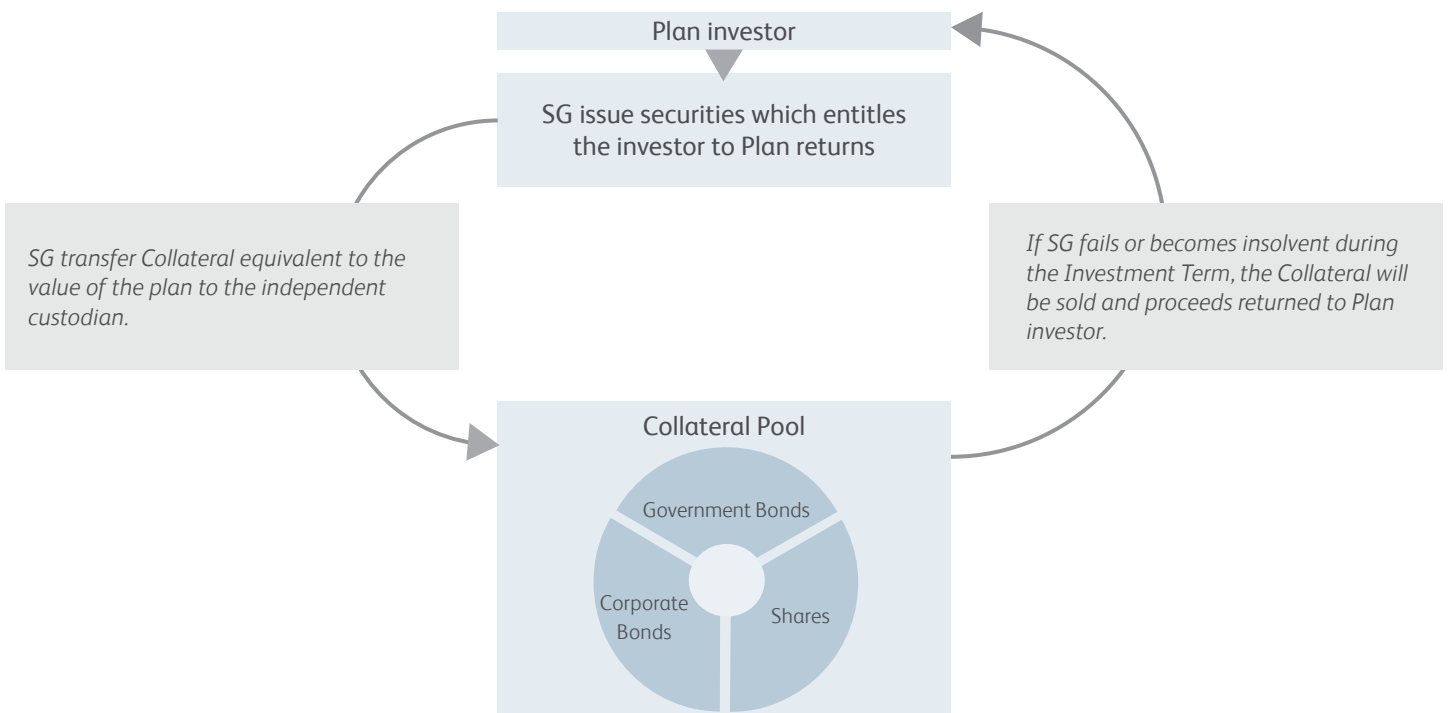 Plan investor
SG issue securities which entitles
the investor to Plan returns
SG transfer Collateral equivalent to the
value of the plan to the independent
custodian.
If SG fails or becomes insolvent during
the Investment Term, the Collateral will
be sold and proceeds returned to Plan
investor.
Collateral Pool
Government Bonds
Corporate
Bonds
Shares